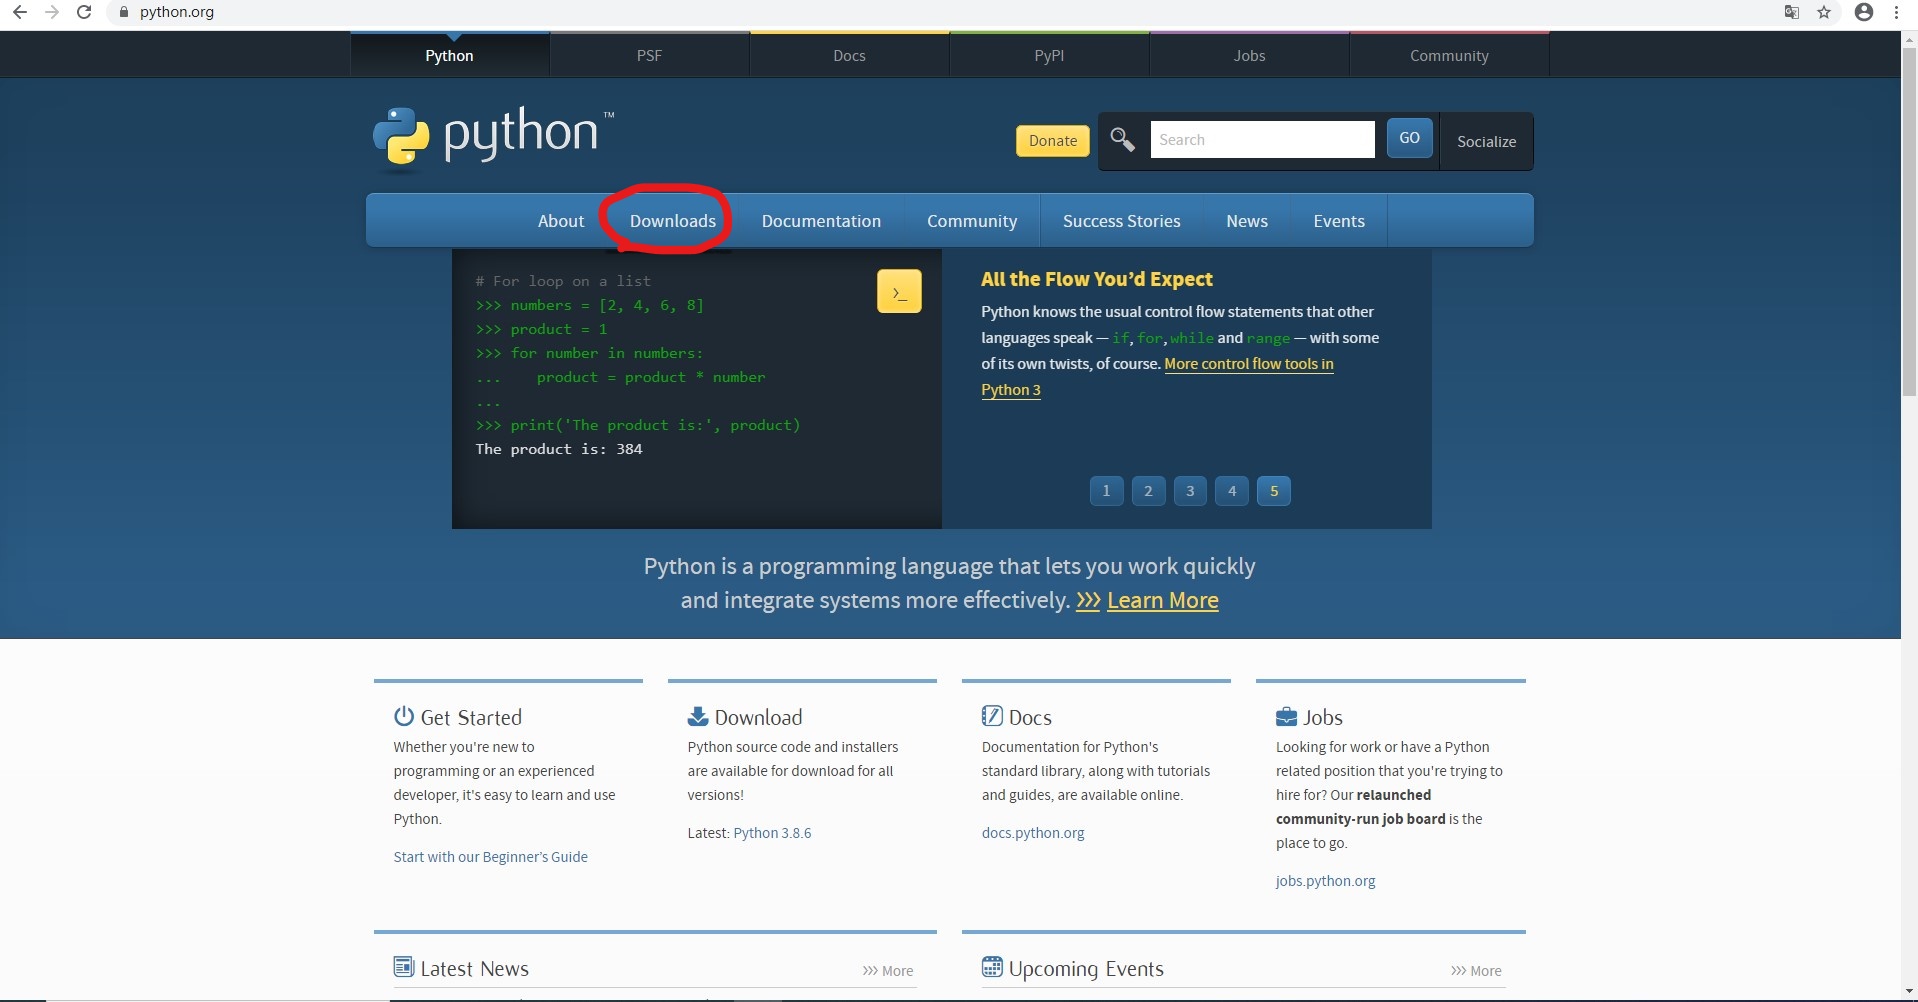 python.org
Python
PSF
Docs
PyPI
Jobs
Community
python™
Donate
Search
GO
Socialize
About
Downloads
Documentation
Community
Success Stories
News
Events
# For loop on a list
>>> numbers = [2, 4, 6, 8]
>>> product = 1
>>> for number in numbers:
...    product = product * number
...
>>> print('The product is:', product)
The product is: 384
>_
All the Flow You’d Expect
Python knows the usual control flow statements that other
languages speak — if, for, while and range — with some
of its own twists, of course. More control flow tools in
Python 3
1
2
3
4
5
Python is a programming language that lets you work quickly
and integrate systems more effectively. >>> Learn More
Get Started
Whether you're new to
programming or an experienced
developer, it's easy to learn and use
Python.
Start with our Beginner’s Guide
Download
Python source code and installers
are available for download for all
versions!
Latest: Python 3.8.6
Docs
Documentation for Python's
standard library, along with tutorials
and guides, are available online.
docs.python.org
Jobs
Looking for work or have a Python
related position that you're trying to
hire for? Our relaunched
community-run job board is the
place to go.
jobs.python.org
Latest News
>>> More
Upcoming Events
>>> More